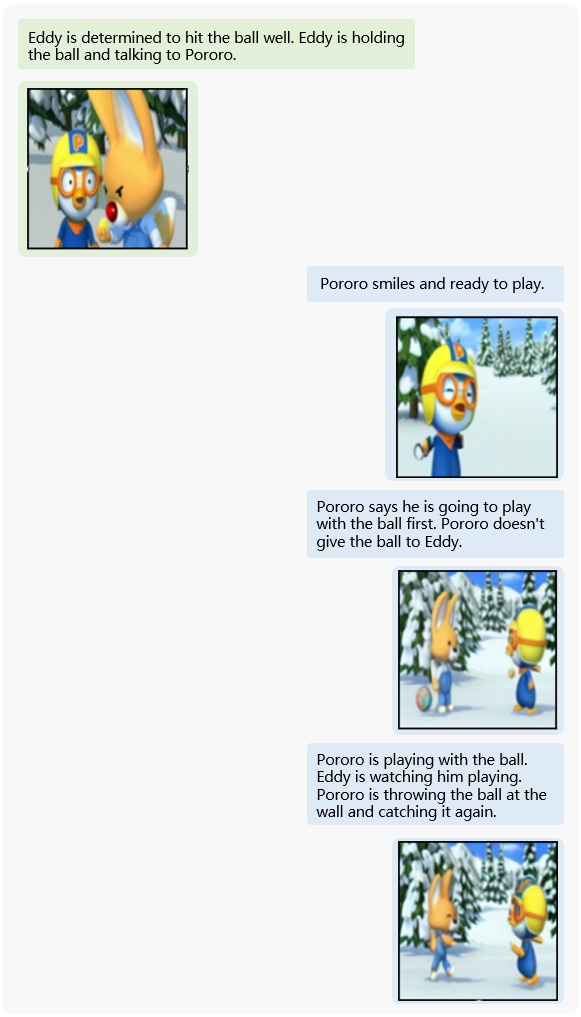 Eddy is determined to hit the ball well. Eddy is holding
the ball and talking to Pororo.
P
Pororo smiles and ready to play.
P
Pororo says he is going to play
with the ball first. Pororo doesn't
give the ball to Eddy.
Pororo is playing with the ball.
Eddy is watching him playing.
Pororo is throwing the ball at the
wall and catching it again.